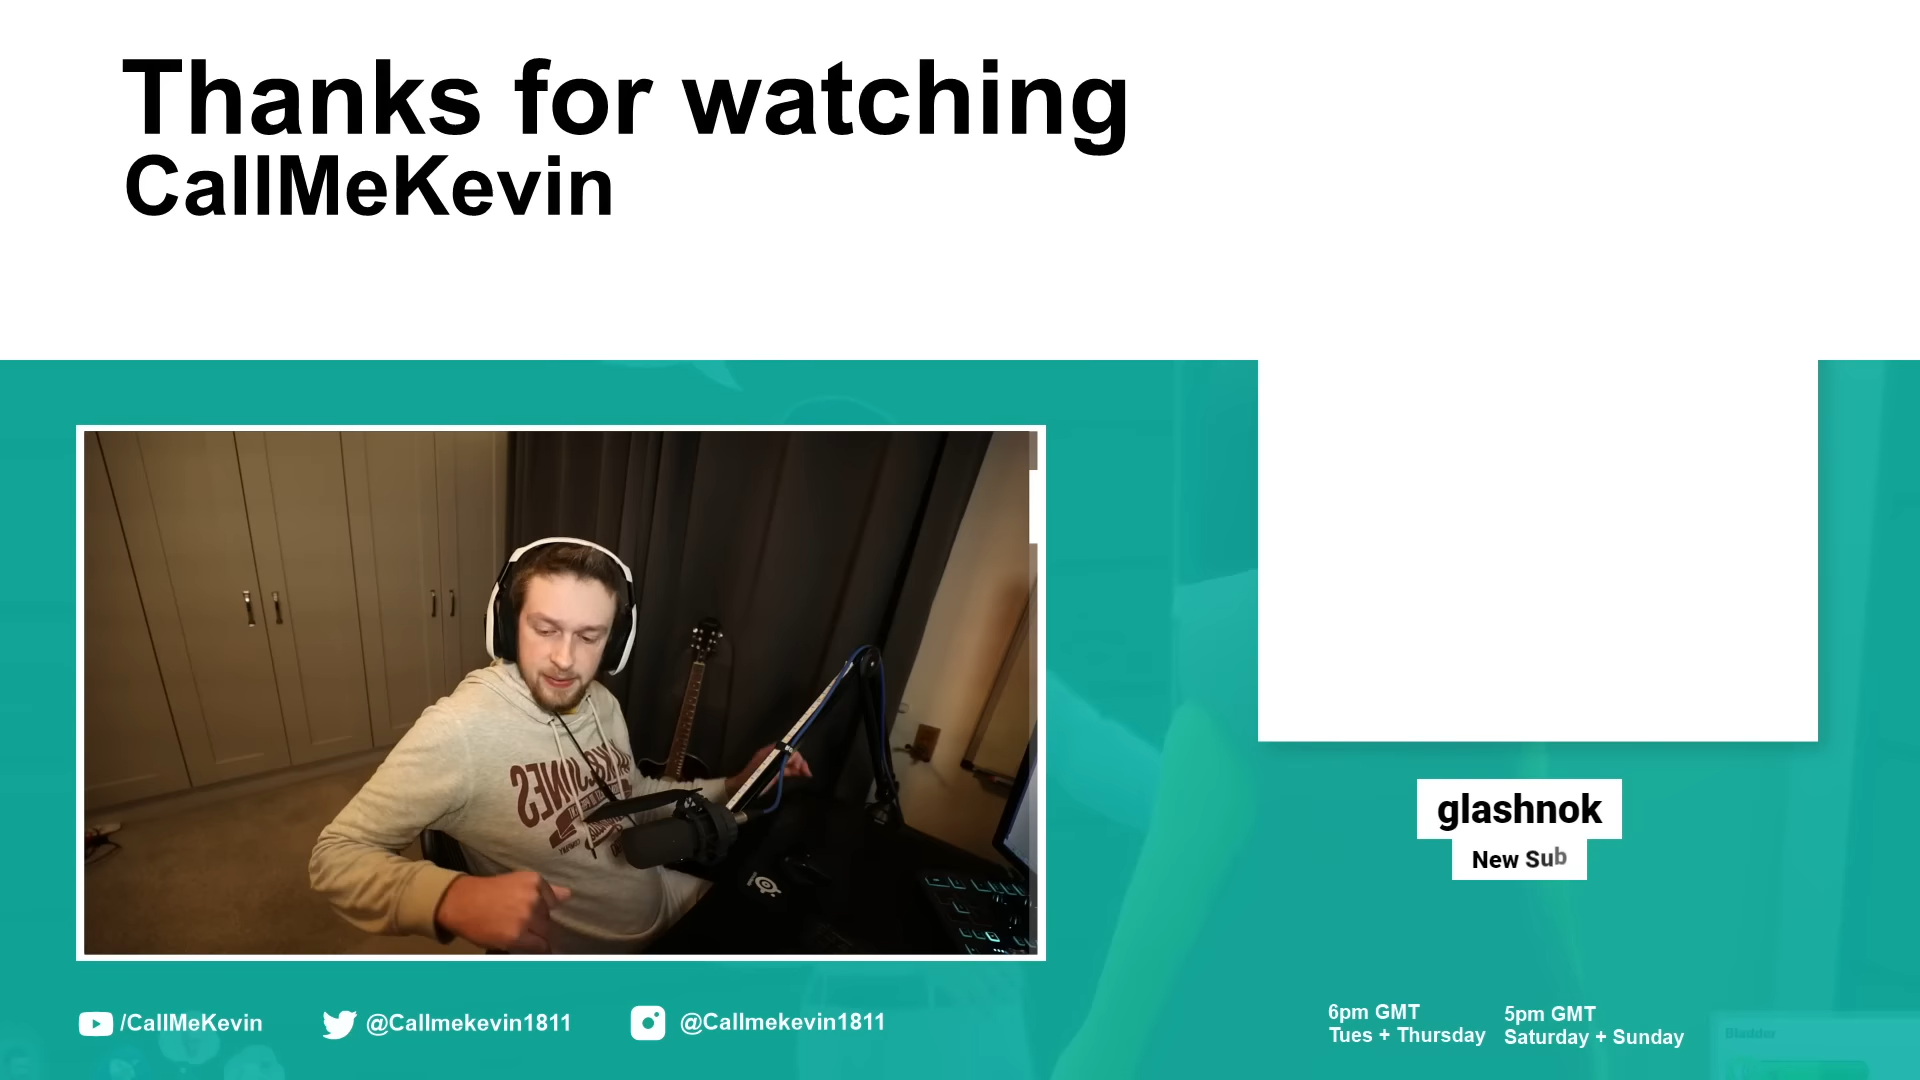 Thanks for watching
CallMeKevin
glashnok
New Sub
/CallMeKevin
@Callmekevin1811
@Callmekevin1811
6pm GMT
Tues + Thursday
5pm GMT
Saturday + Sunday